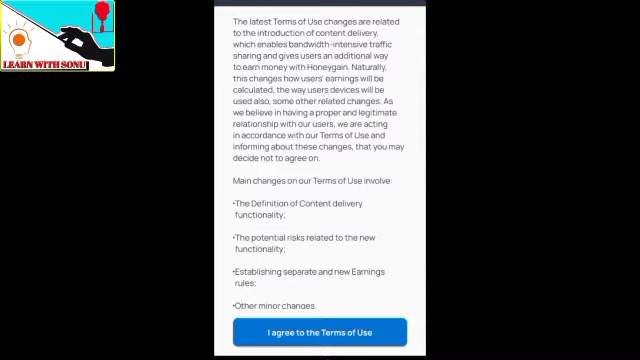 LEARN WITH SONU
The latest Terms of Use changes are related
to the introduction of content delivery,
which enables bandwidth-intensive traffic
sharing and gives users an additional way
to earn money with Honeygain. Naturally,
this changes how users' earnings will be
calculated, the way users devices will be
used also, some other related changes. As
we believe in having a proper and legitimate
relationship with our users, we are acting
in accordance with our Terms of Use and
informing about these changes, that you may
decide not to agree on.
Main changes on our Terms of Use involve:
•The Definition of Content delivery
functionality;
•The potential risks related to the new
functionality;
•Establishing separate and new Earnings
rules;
•Other minor changes.
I agree to the Terms of Use